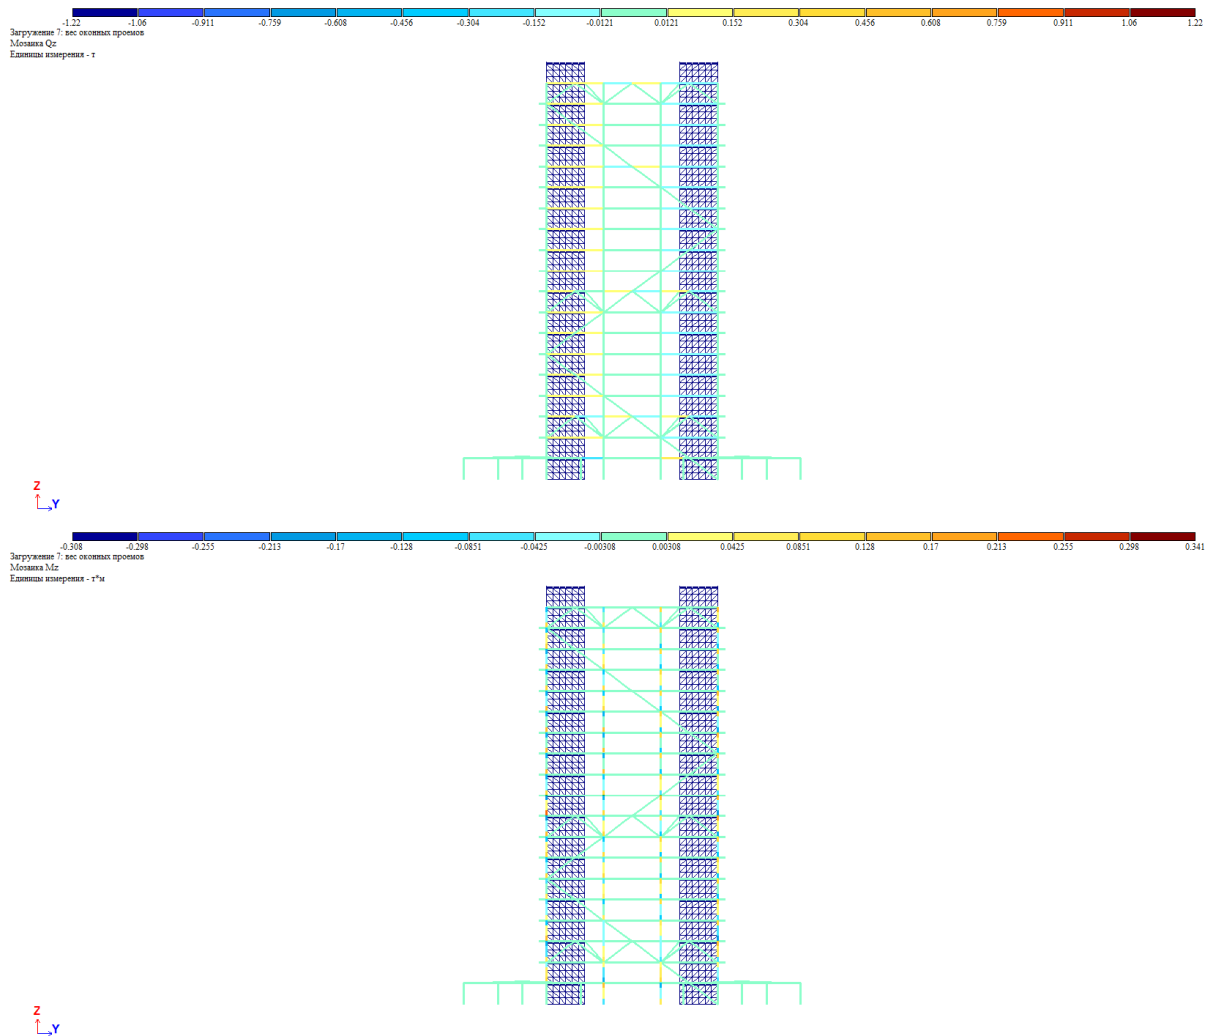 -1.22 -1.06 -0.911 -0.759 -0.608 -0.456 -0.304 -0.152 -0.0121 0.0121 0.152 0.304 0.456 0.608 0.759 0.911 1.06 1.22
Загружение 7: вес оконных проемов
Мозаика Qz
Единицы измерения - т
Z
Y
-0.308 -0.298 -0.255 -0.213 -0.17 -0.128 -0.0851 -0.0425 -0.00308 0.00308 0.0425 0.0851 0.128 0.17 0.213 0.255 0.298 0.341
Загружение 7: вес оконных проемов
Мозаика Mz
Единицы измерения - т*м
Z
Y